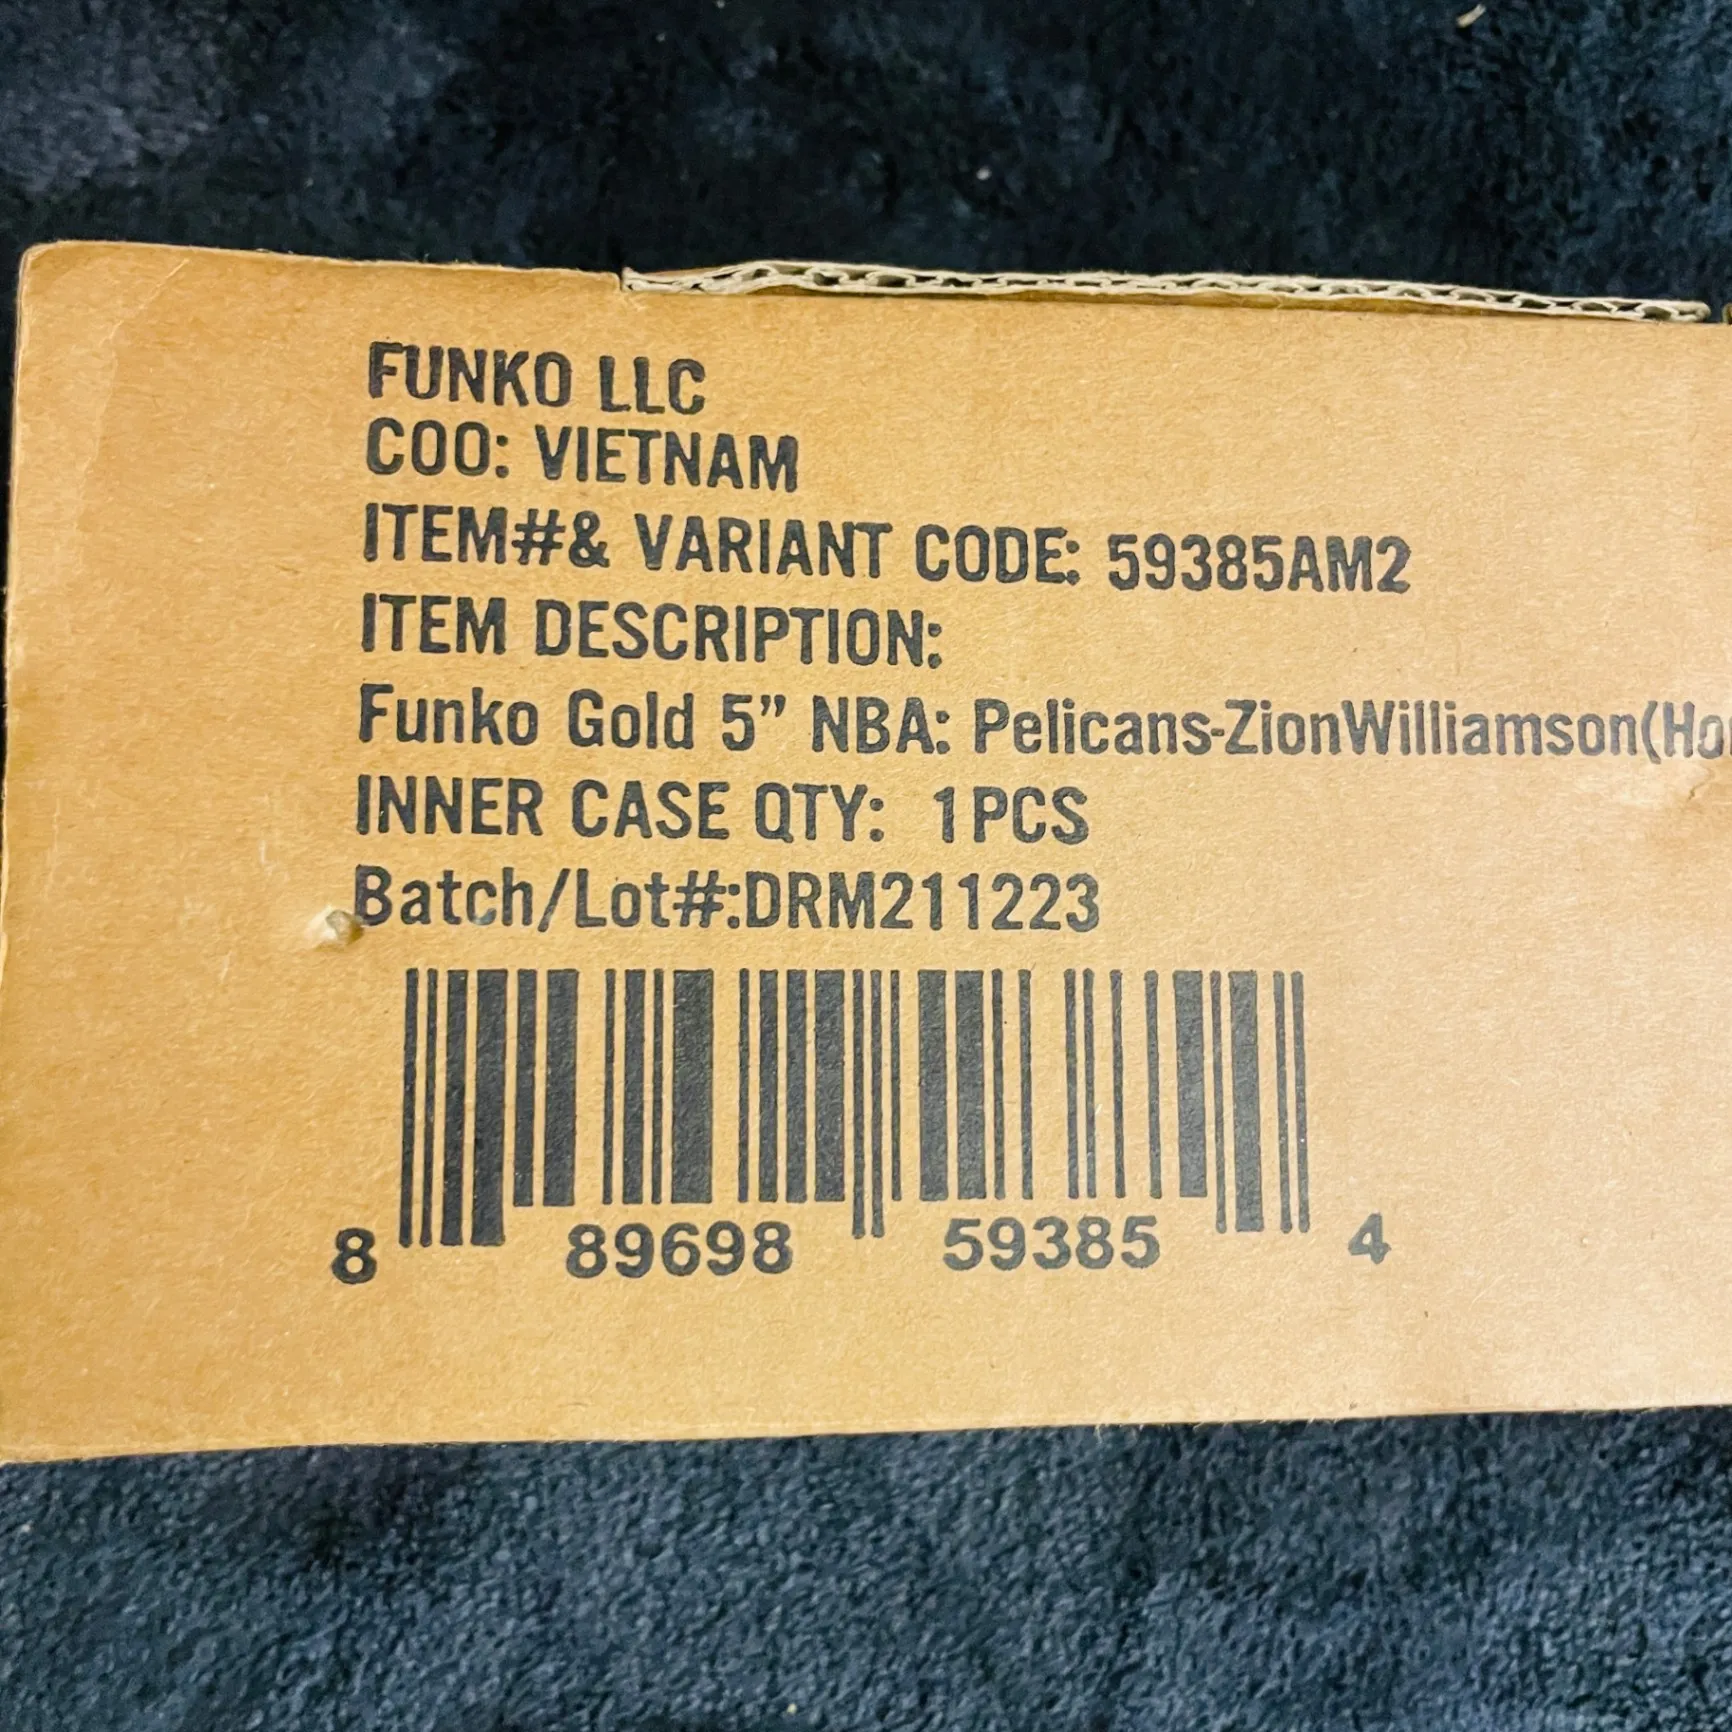 FUNKO LLC
COO: VIETNAM
ITEM#& VARIANT CODE: 59385AM2
ITEM DESCRIPTION:
Funko Gold 5” NBA: Pelicans-ZionWilliamson(Ho
INNER CASE QTY: 1PCS
Batch/Lot#:DRM211223
8 89698 59385 4